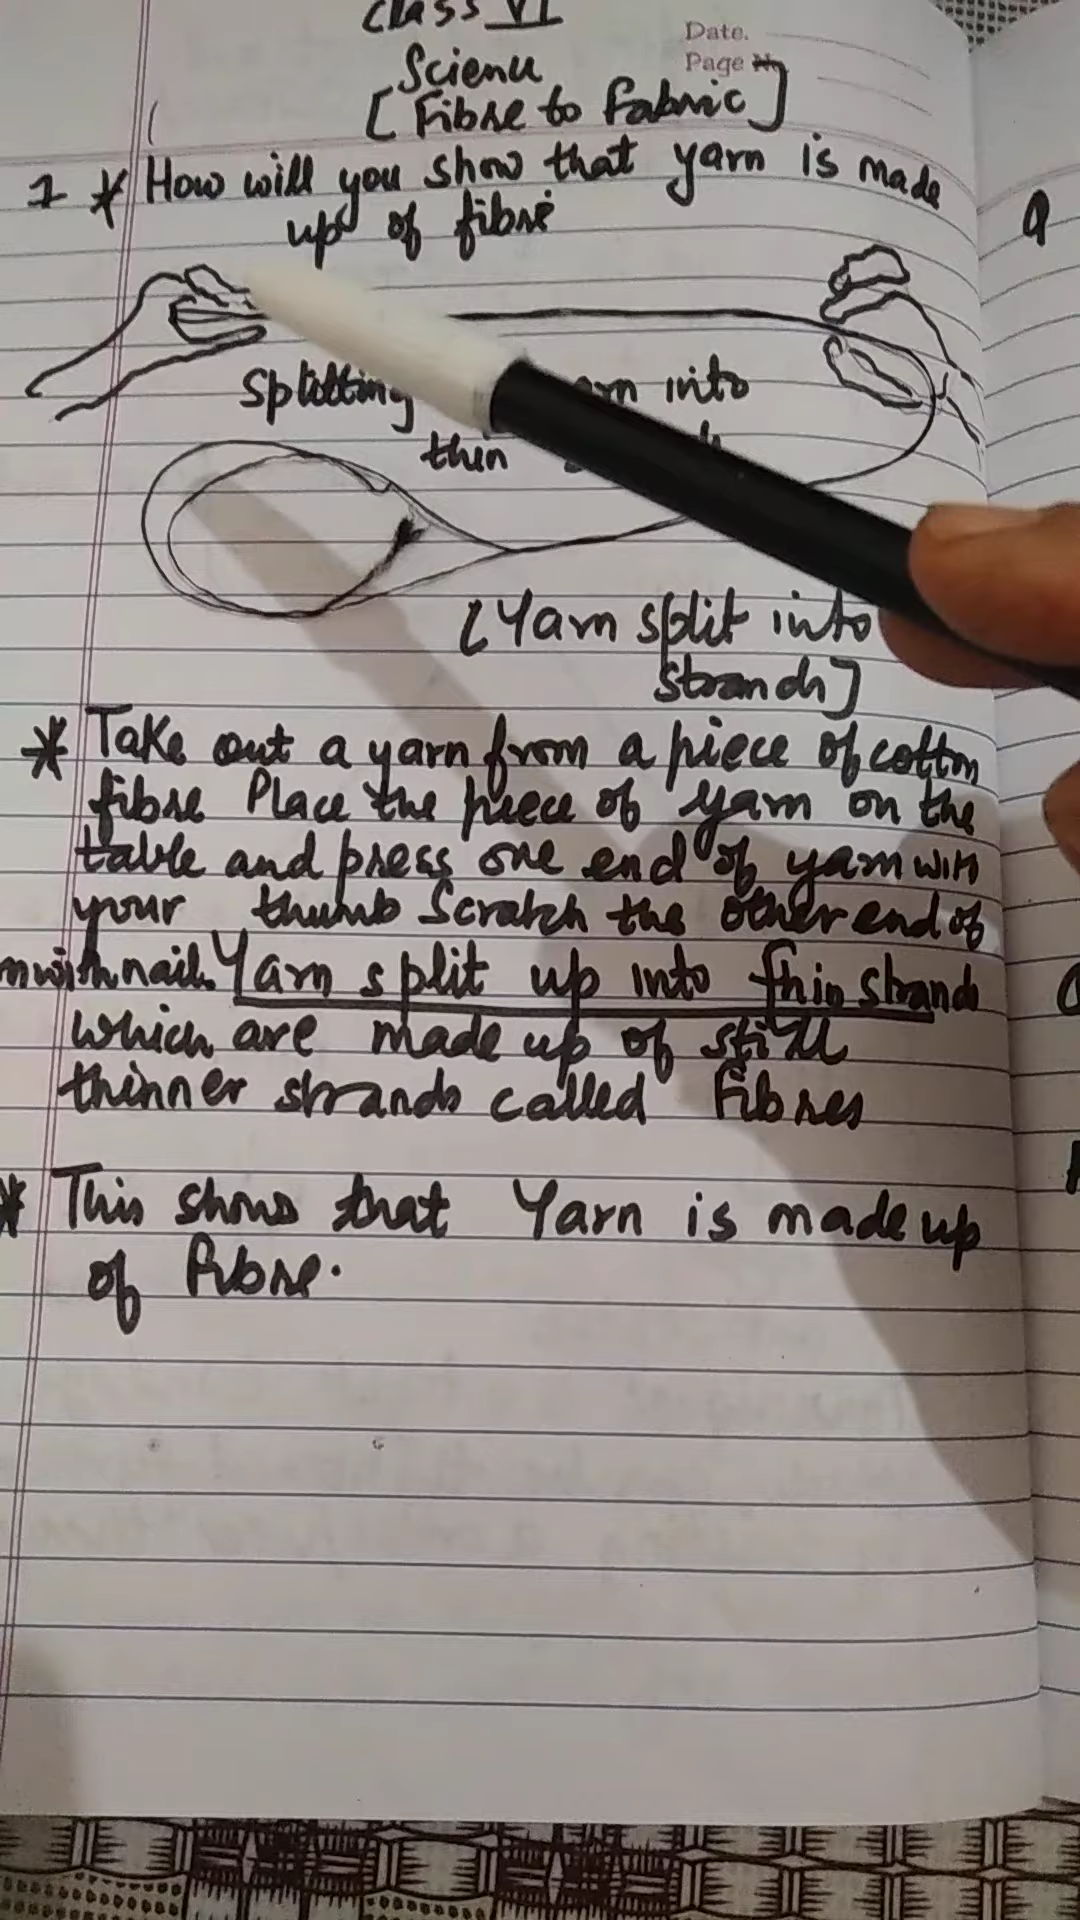 Class VI
Date.
Page No
Science
[Fibre to Fabric]
1 * How will you show that yarn is made
up of fibre
Splitting into
thin
[Yarn split into
strands]
* Take out a yarn from a piece of cotton
fibre Place the piece of yarn on the
table and press one end of yarn with
your thumb Scratch the other end of
with nail. Yarn split up into thin strands
which are made up of still
thinner strands called Fibres
* This shows that Yarn is made up
of Fibre.